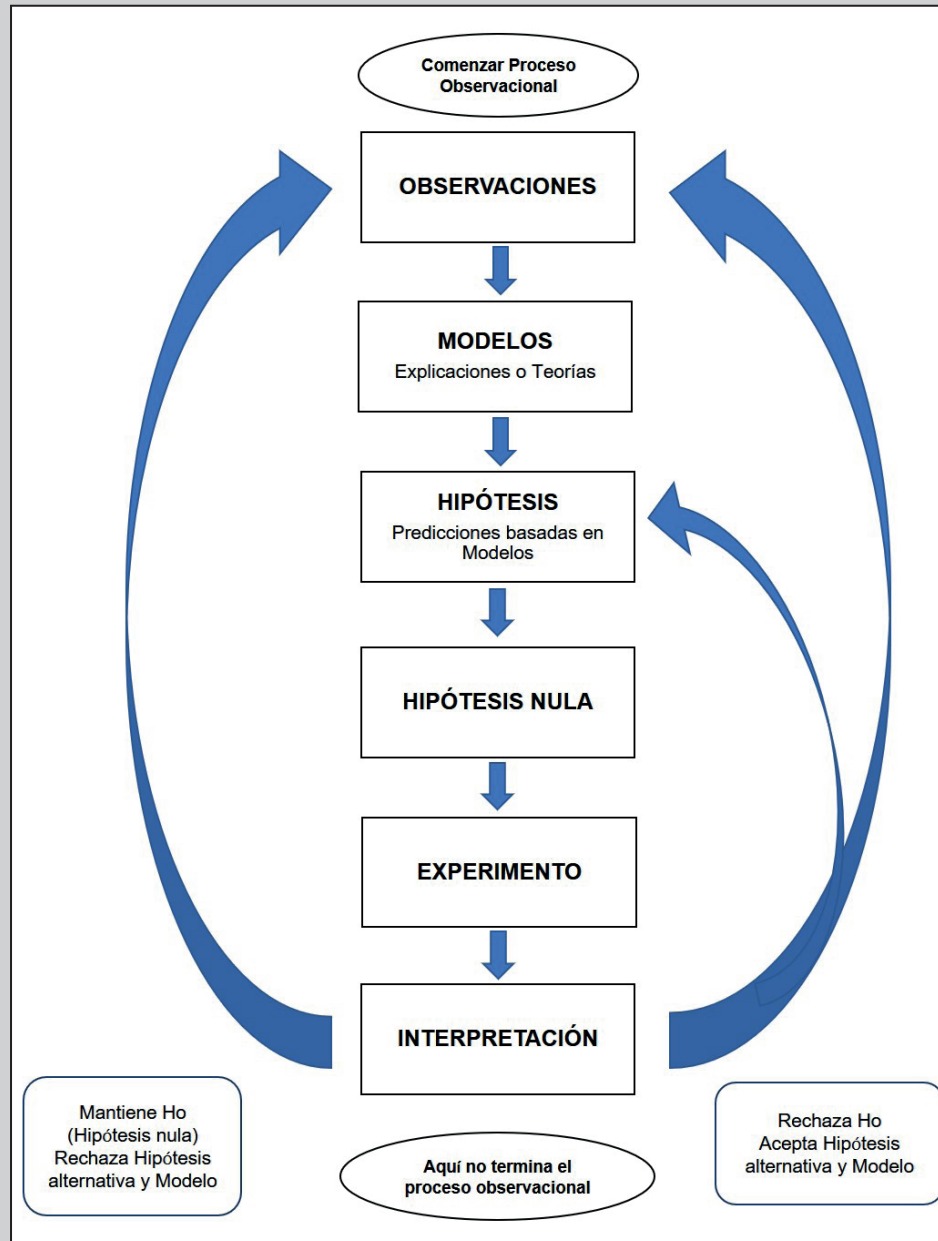 Comenzar Proceso
Observacional
OBSERVACIONES
MODELOS
Explicaciones o Teorías
HIPÓTESIS
Predicciones basadas en
Modelos
HIPÓTESIS NULA
EXPERIMENTO
INTERPRETACIÓN
Mantiene Ho
(Hipótesis nula)
Rechaza Hipótesis
alternativa y Modelo
Aquí no termina el
proceso observacional
Rechaza Ho
Acepta Hipótesis
alternativa y Modelo